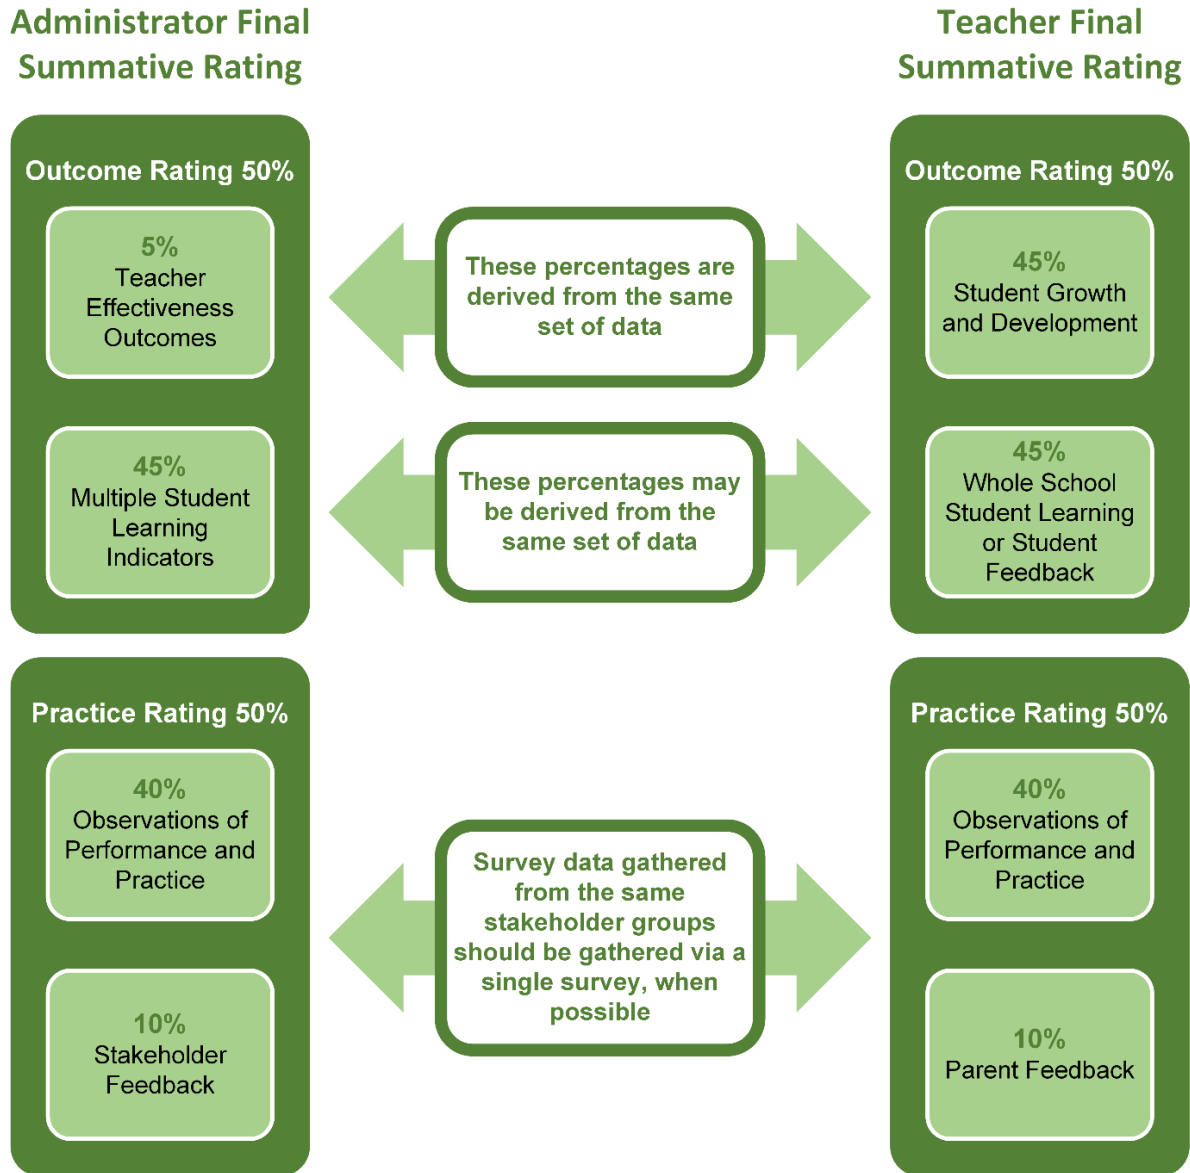 Administrator Final
Summative Rating
Outcome Rating 50%
5%
Teacher
Effectiveness
Outcomes
45%
Multiple Student
Learning
Indicators
Practice Rating 50%
40%
Observations of
Performance and
Practice
10%
Stakeholder
Feedback
These percentages are
derived from the same
set of data
These percentages may
be derived from the
same set of data
Survey data gathered
from the same
stakeholder groups
should be gathered via a
single survey, when
possible
Teacher Final
Summative Rating
Outcome Rating 50%
45%
Student Growth
and Development
45%
Whole School
Student Learning
or Student
Feedback
Practice Rating 50%
40%
Observations of
Performance and
Practice
10%
Parent Feedback